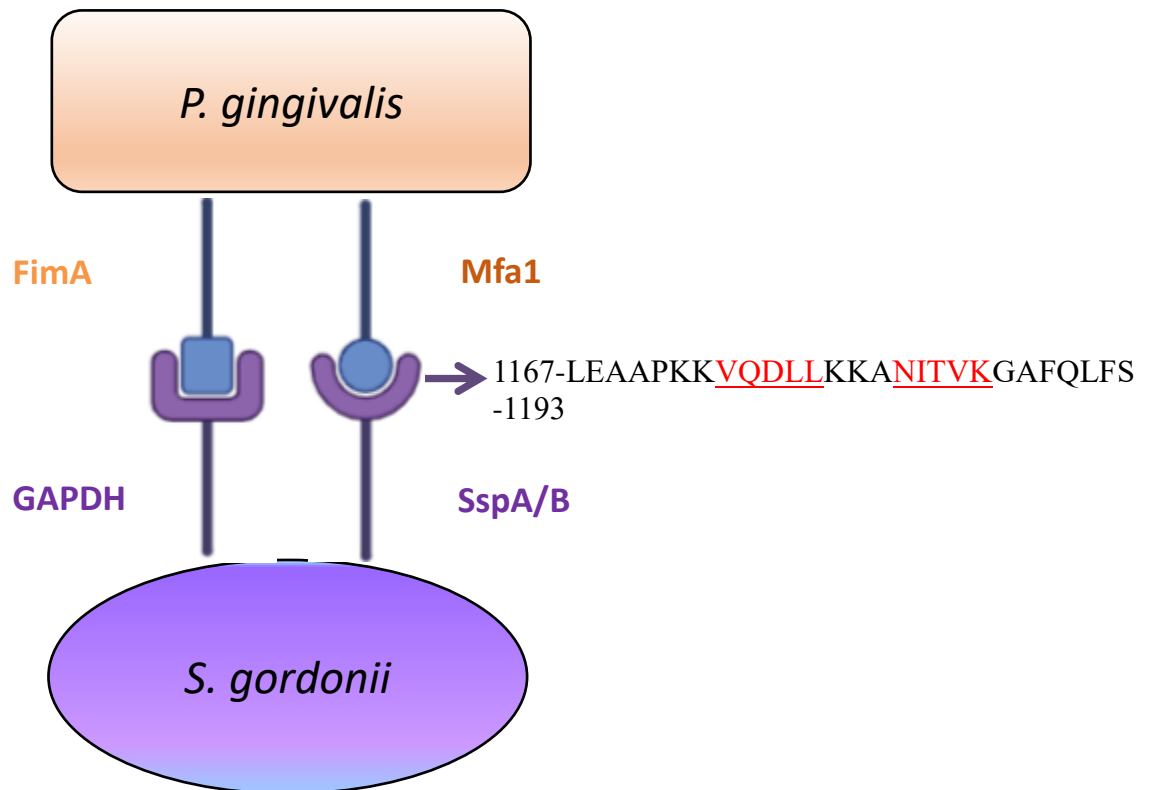 P. gingivalis
FimA
Mfa1
1167-LEAAPKKVQDLLKKANITVKGAFQLFS
-1193
GAPDH
SspA/B
S. gordonii